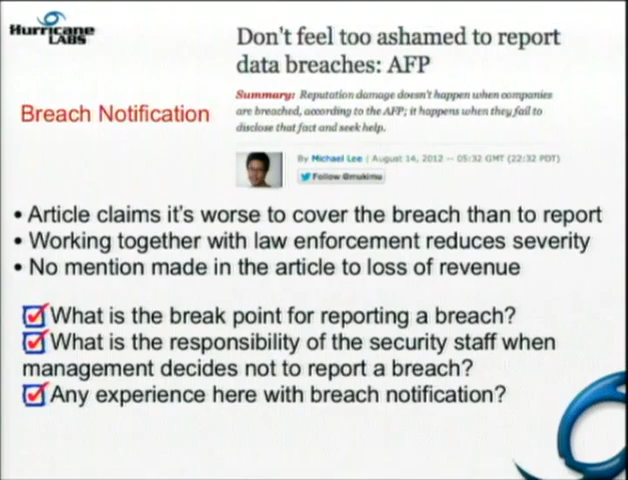 Hurricane
LABS
Don't feel too ashamed to report
data breaches: AFP
Summary: Reputation damage doesn't happen when companies
are breached, according to the AFP; it happens when they fail to
disclose that fact and seek help.
Breach Notification
By Michael Lee | August 14, 2012 -- 05:32 GMT (22:32 PDT)
Follow @mukimu
• Article claims it's worse to cover the breach than to report
• Working together with law enforcement reduces severity
• No mention made in the article to loss of revenue
What is the break point for reporting a breach?
What is the responsibility of the security staff when
management decides not to report a breach?
Any experience here with breach notification?